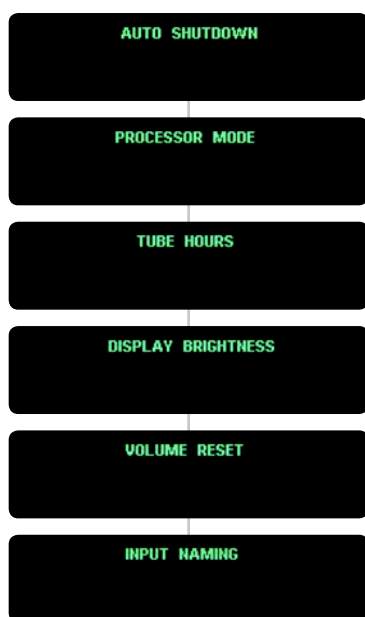 AUTO SHUTDOWN
PROCESSOR MODE
TUBE HOURS
DISPLAY BRIGHTNESS
VOLUME RESET
INPUT NAMING